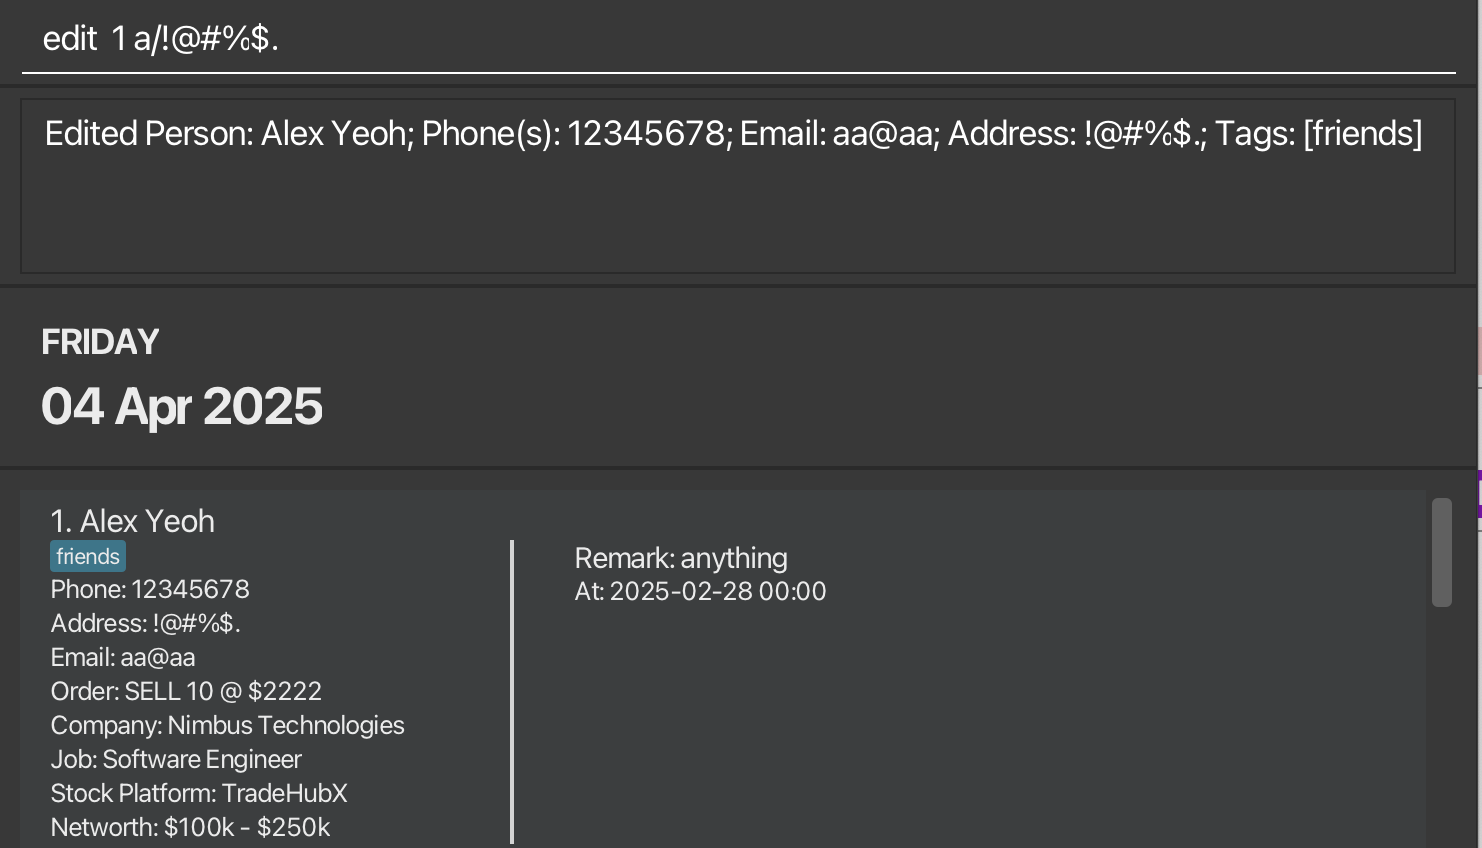 edit  1 a/!@#%$.
Edited Person: Alex Yeoh; Phone(s): 12345678; Email: aa@aa; Address: !@#%$.; Tags: [friends]
FRIDAY
04 Apr 2025
1. Alex Yeoh
friends
Phone: 12345678
Address: !@#%$.
Email: aa@aa
Order: SELL 10 @ $2222
Company: Nimbus Technologies
Job: Software Engineer
Stock Platform: TradeHubX
Networth: $100k - $250k
Remark: anything
At: 2025-02-28 00:00